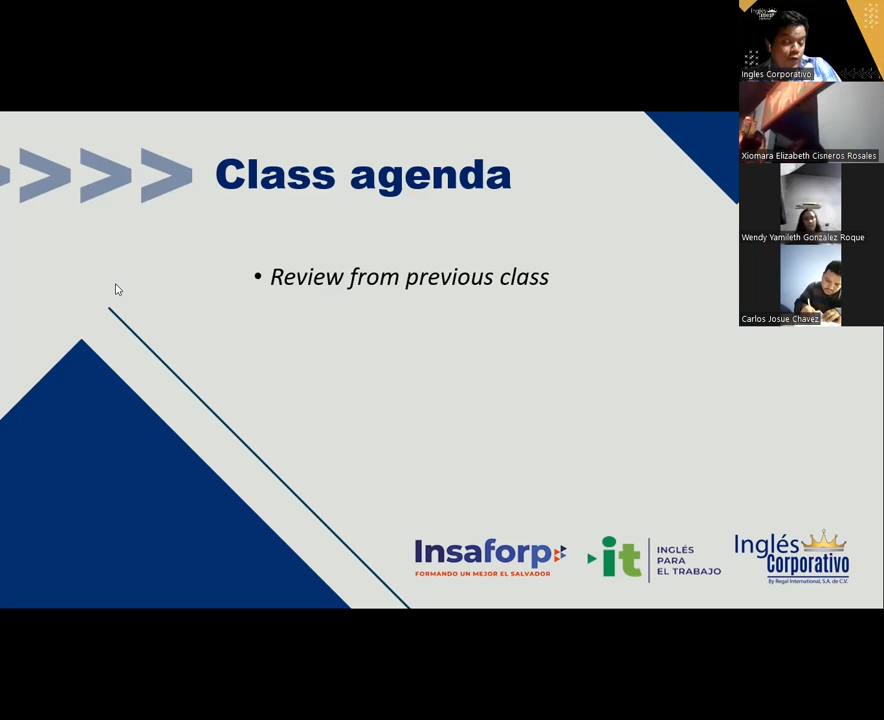 Class agenda
• Review from previous class
Insaforp
FORMANDO UN MEJOR EL SALVADOR
it
INGLÉS
PARA
EL TRABAJO
Inglés
Corporativo
By Regal International, S.A. de C.V.
Inglés
Ingles Corporativo
Xiomara Elizabeth Cisneros Rosales
Wendy Yamileth Gonzalez Roque
Carlos Josue Chavez